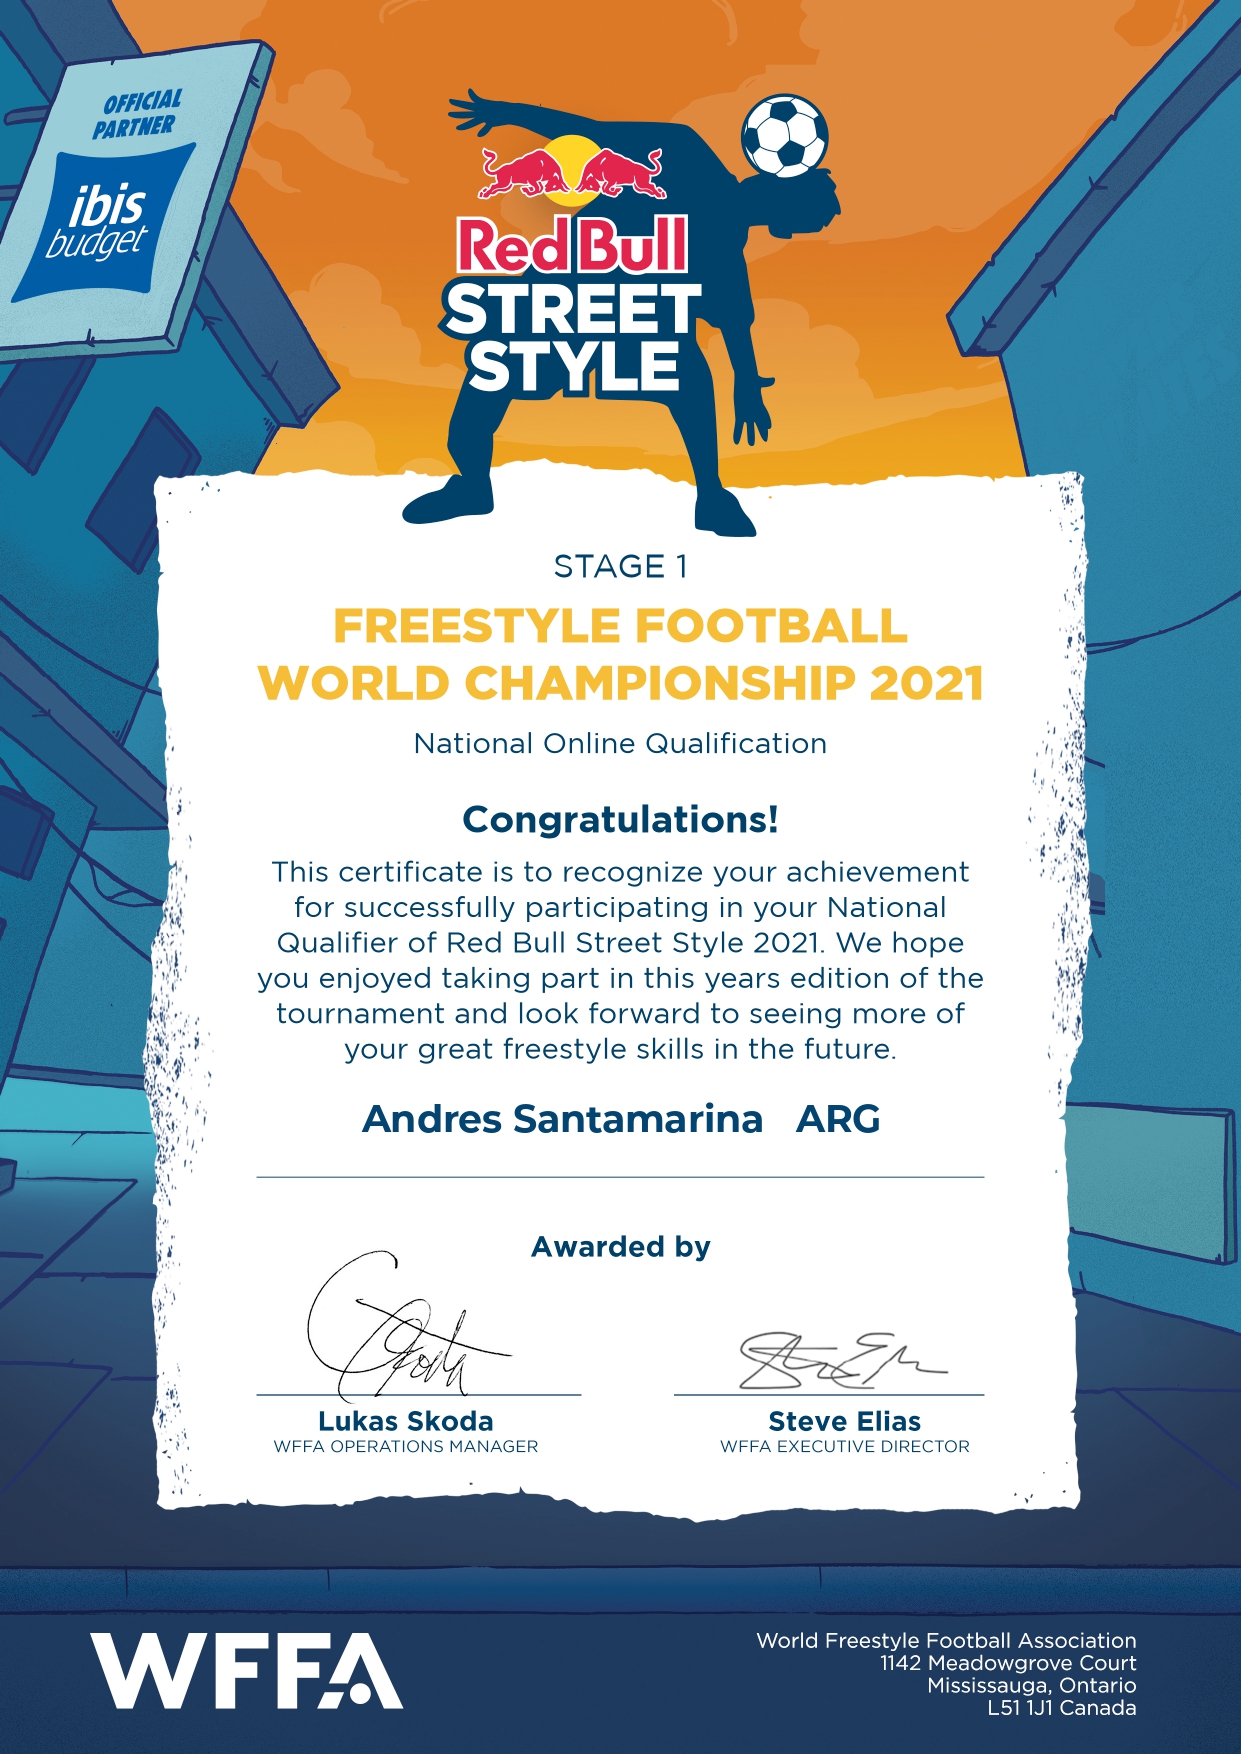 OFFICIAL
PARTNER
ibis
budget
Red Bull
STREET
STYLE
STAGE 1
FREESTYLE FOOTBALL
WORLD CHAMPIONSHIP 2021
National Online Qualification
Congratulations!
This certificate is to recognize your achievement
for successfully participating in your National
Qualifier of Red Bull Street Style 2021. We hope
you enjoyed taking part in this years edition of the
tournament and look forward to seeing more of
your great freestyle skills in the future.
Andres Santamarina ARG
Awarded by
Lukas Skoda
WFFA OPERATIONS MANAGER
Steve Elias
WFFA EXECUTIVE DIRECTOR
WFFA
World Freestyle Football Association
1142 Meadowgrove Court
Mississauga, Ontario
L51 1J1 Canada